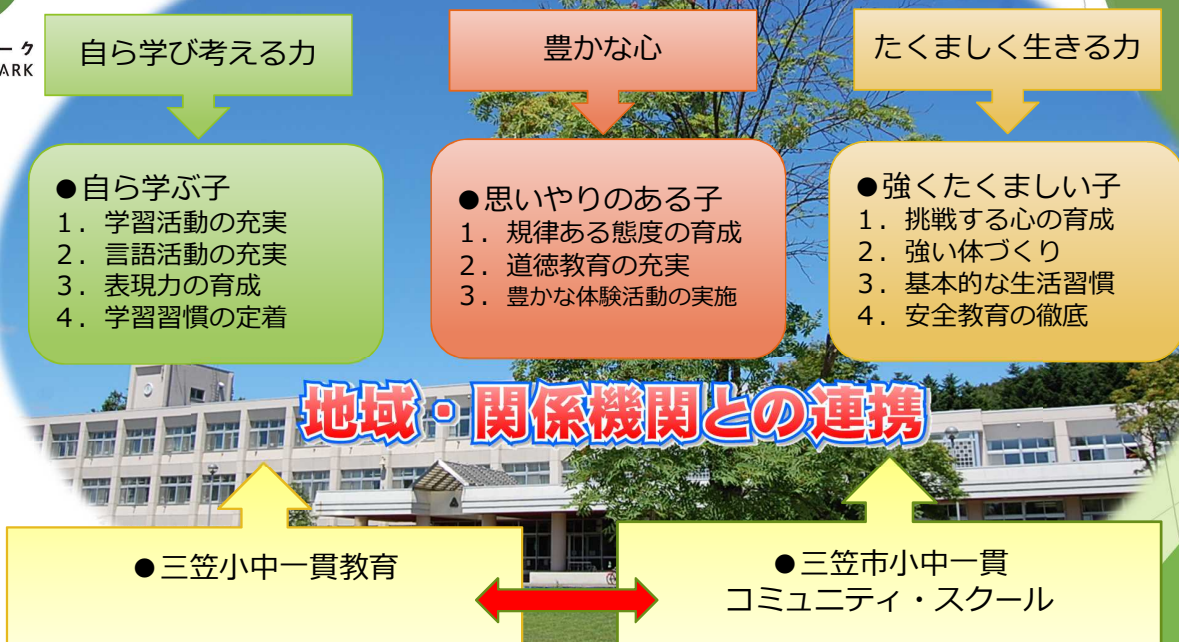 ーク
ARK
自ら学び考える力
豊かな心
たくましく生きる力
●自ら学ぶ子
1．学習活動の充実
2．言語活動の充実
3．表現力の育成
4．学習習慣の定着
●思いやりのある子
1．規律ある態度の育成
2．道徳教育の充実
3．豊かな体験活動の実施
●強くたくましい子
1．挑戦する心の育成
2．強い体づくり
3．基本的な生活習慣
4．安全教育の徹底
地域・関係機関との連携
●三笠小中一貫教育
●三笠市小中一貫
コミュニティ・スクール